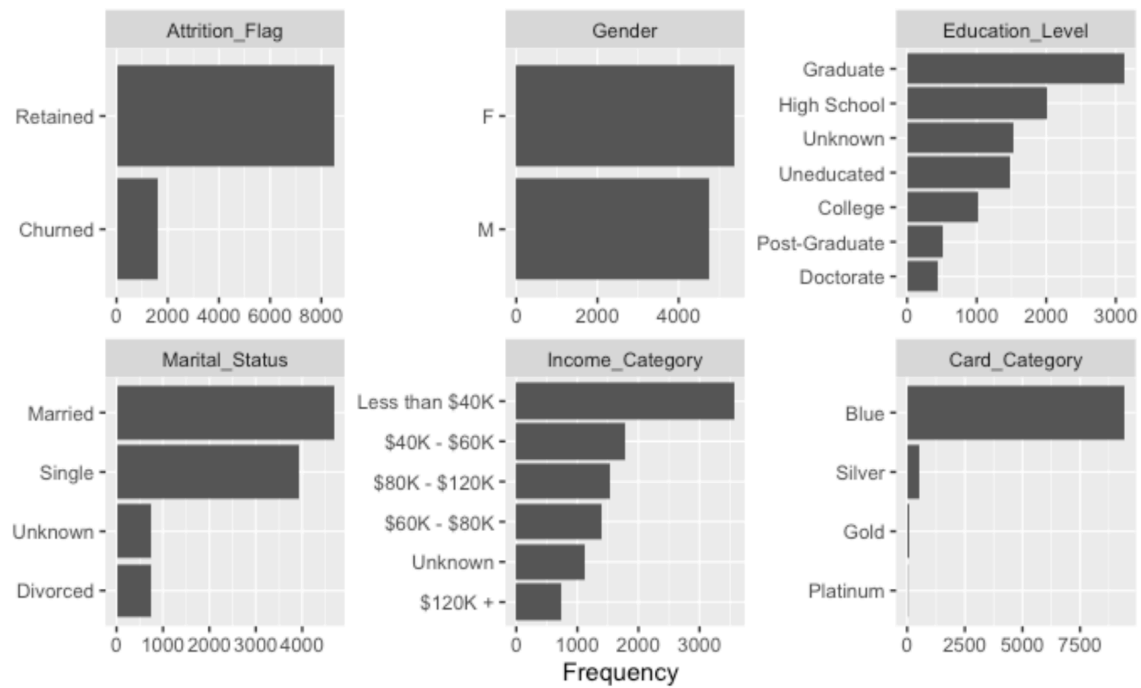 Attrition_Flag
Retained
Churned
0 2000 4000 6000 8000
Gender
F
M
0 2000 4000
Education_Level
Graduate
High School
Unknown
Uneducated
College
Post-Graduate
Doctorate
0 1000 2000 3000
Marital_Status
Married
Single
Unknown
Divorced
0 1000 2000 3000 4000
Income_Category
Less than $40K
$40K - $60K
$80K - $120K
$60K - $80K
Unknown
$120K +
0 1000 2000 3000
Card_Category
Blue
Silver
Gold
Platinum
0 2500 5000 7500
Frequency